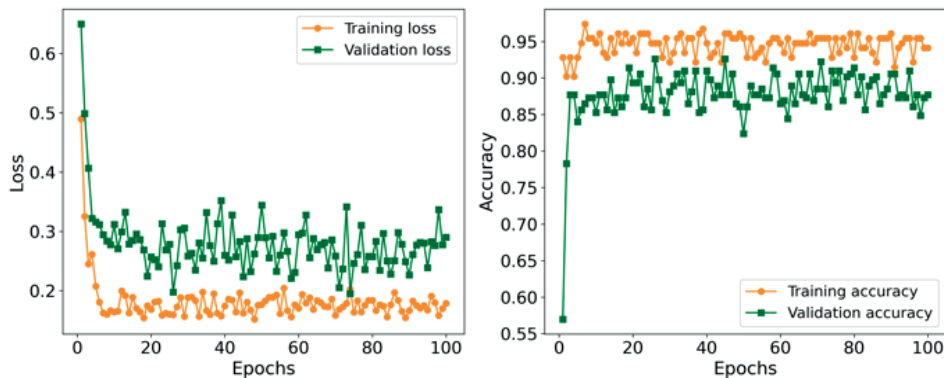 Training loss
Validation loss
0.6
0.5
0.4
0.3
0.2
Loss
0 20 40 60 80 100
Epochs
0.95
0.90
0.85
0.80
0.75
0.70
0.65
0.60
0.55
Accuracy
Training accuracy
Validation accuracy
0 20 40 60 80 100
Epochs